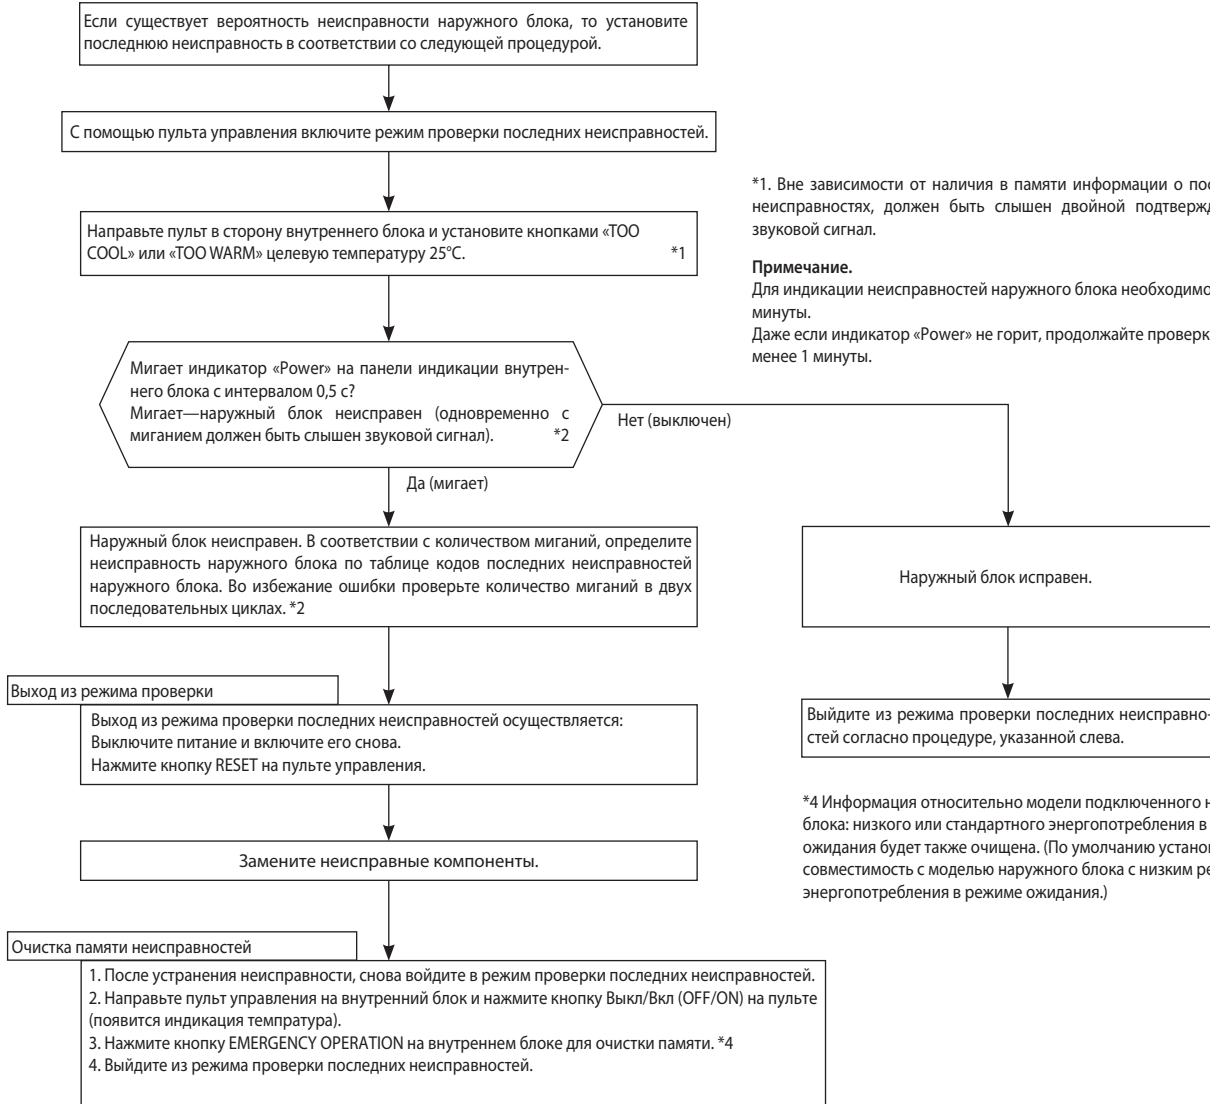 Если существует вероятность неисправности наружного блока, то установите
последнюю неисправность в соответствии со следующей процедурой.
С помощью пульта управления включите режим проверки последних неисправностей.
Направьте пульт в сторону внутреннего блока и установите кнопками «TOO
COOL» или «TOO WARM» целевую температуру 25°C. *1
*1. Вне зависимости от наличия в памяти информации о
неисправностях, должен быть слышен двойной
звуковой сигнал.
Примечание.
Для индикации неисправностей наружного блока необходимо
минуты.
Даже если индикатор «Power» не горит, продолжайте
менее 1 минуты.
Мигает индикатор «Power» на панели индикации внутрен-
него блока с интервалом 0,5 с?
Мигает—наружный блок неисправен (одновременно с
миганием должен быть слышен звуковой сигнал). *2
Нет (выключен)
Да (мигает)
Наружный блок неисправен. В соответствии с количеством миганий, определите
неисправность наружного блока по таблице кодов последних неисправностей
наружного блока. Во избежание ошибки проверьте количество миганий в двух
последовательных циклах. *2
Наружный блок исправен.
Выход из режима проверки
Выход из режима проверки последних неисправностей осуществляется:
Выключите питание и включите его снова.
Нажмите кнопку RESET на пульте управления.
Выйдите из режима проверки последних неисправно-
стей согласно процедуре, указанной слева.
*4 Информация относительно модели подключенного
блока: низкого или стандартного энергопотребления в
ожидания будет также очищена. (По умолчанию
совместимость с моделью наружного блока с низким
энергопотребления в режиме ожидания.)
Замените неисправные компоненты.
Очистка памяти неисправностей
1. После устранения неисправности, снова войдите в режим проверки последних неисправностей.
2. Направьте пульт управления на внутренний блок и нажмите кнопку Выкл/Вкл (OFF/ON) на пульте
(появится индикация темпратура).
3. Нажмите кнопку EMERGENCY OPERATION на внутреннем блоке для очистки памяти. *4
4. Выйдите из режима проверки последних неисправностей.